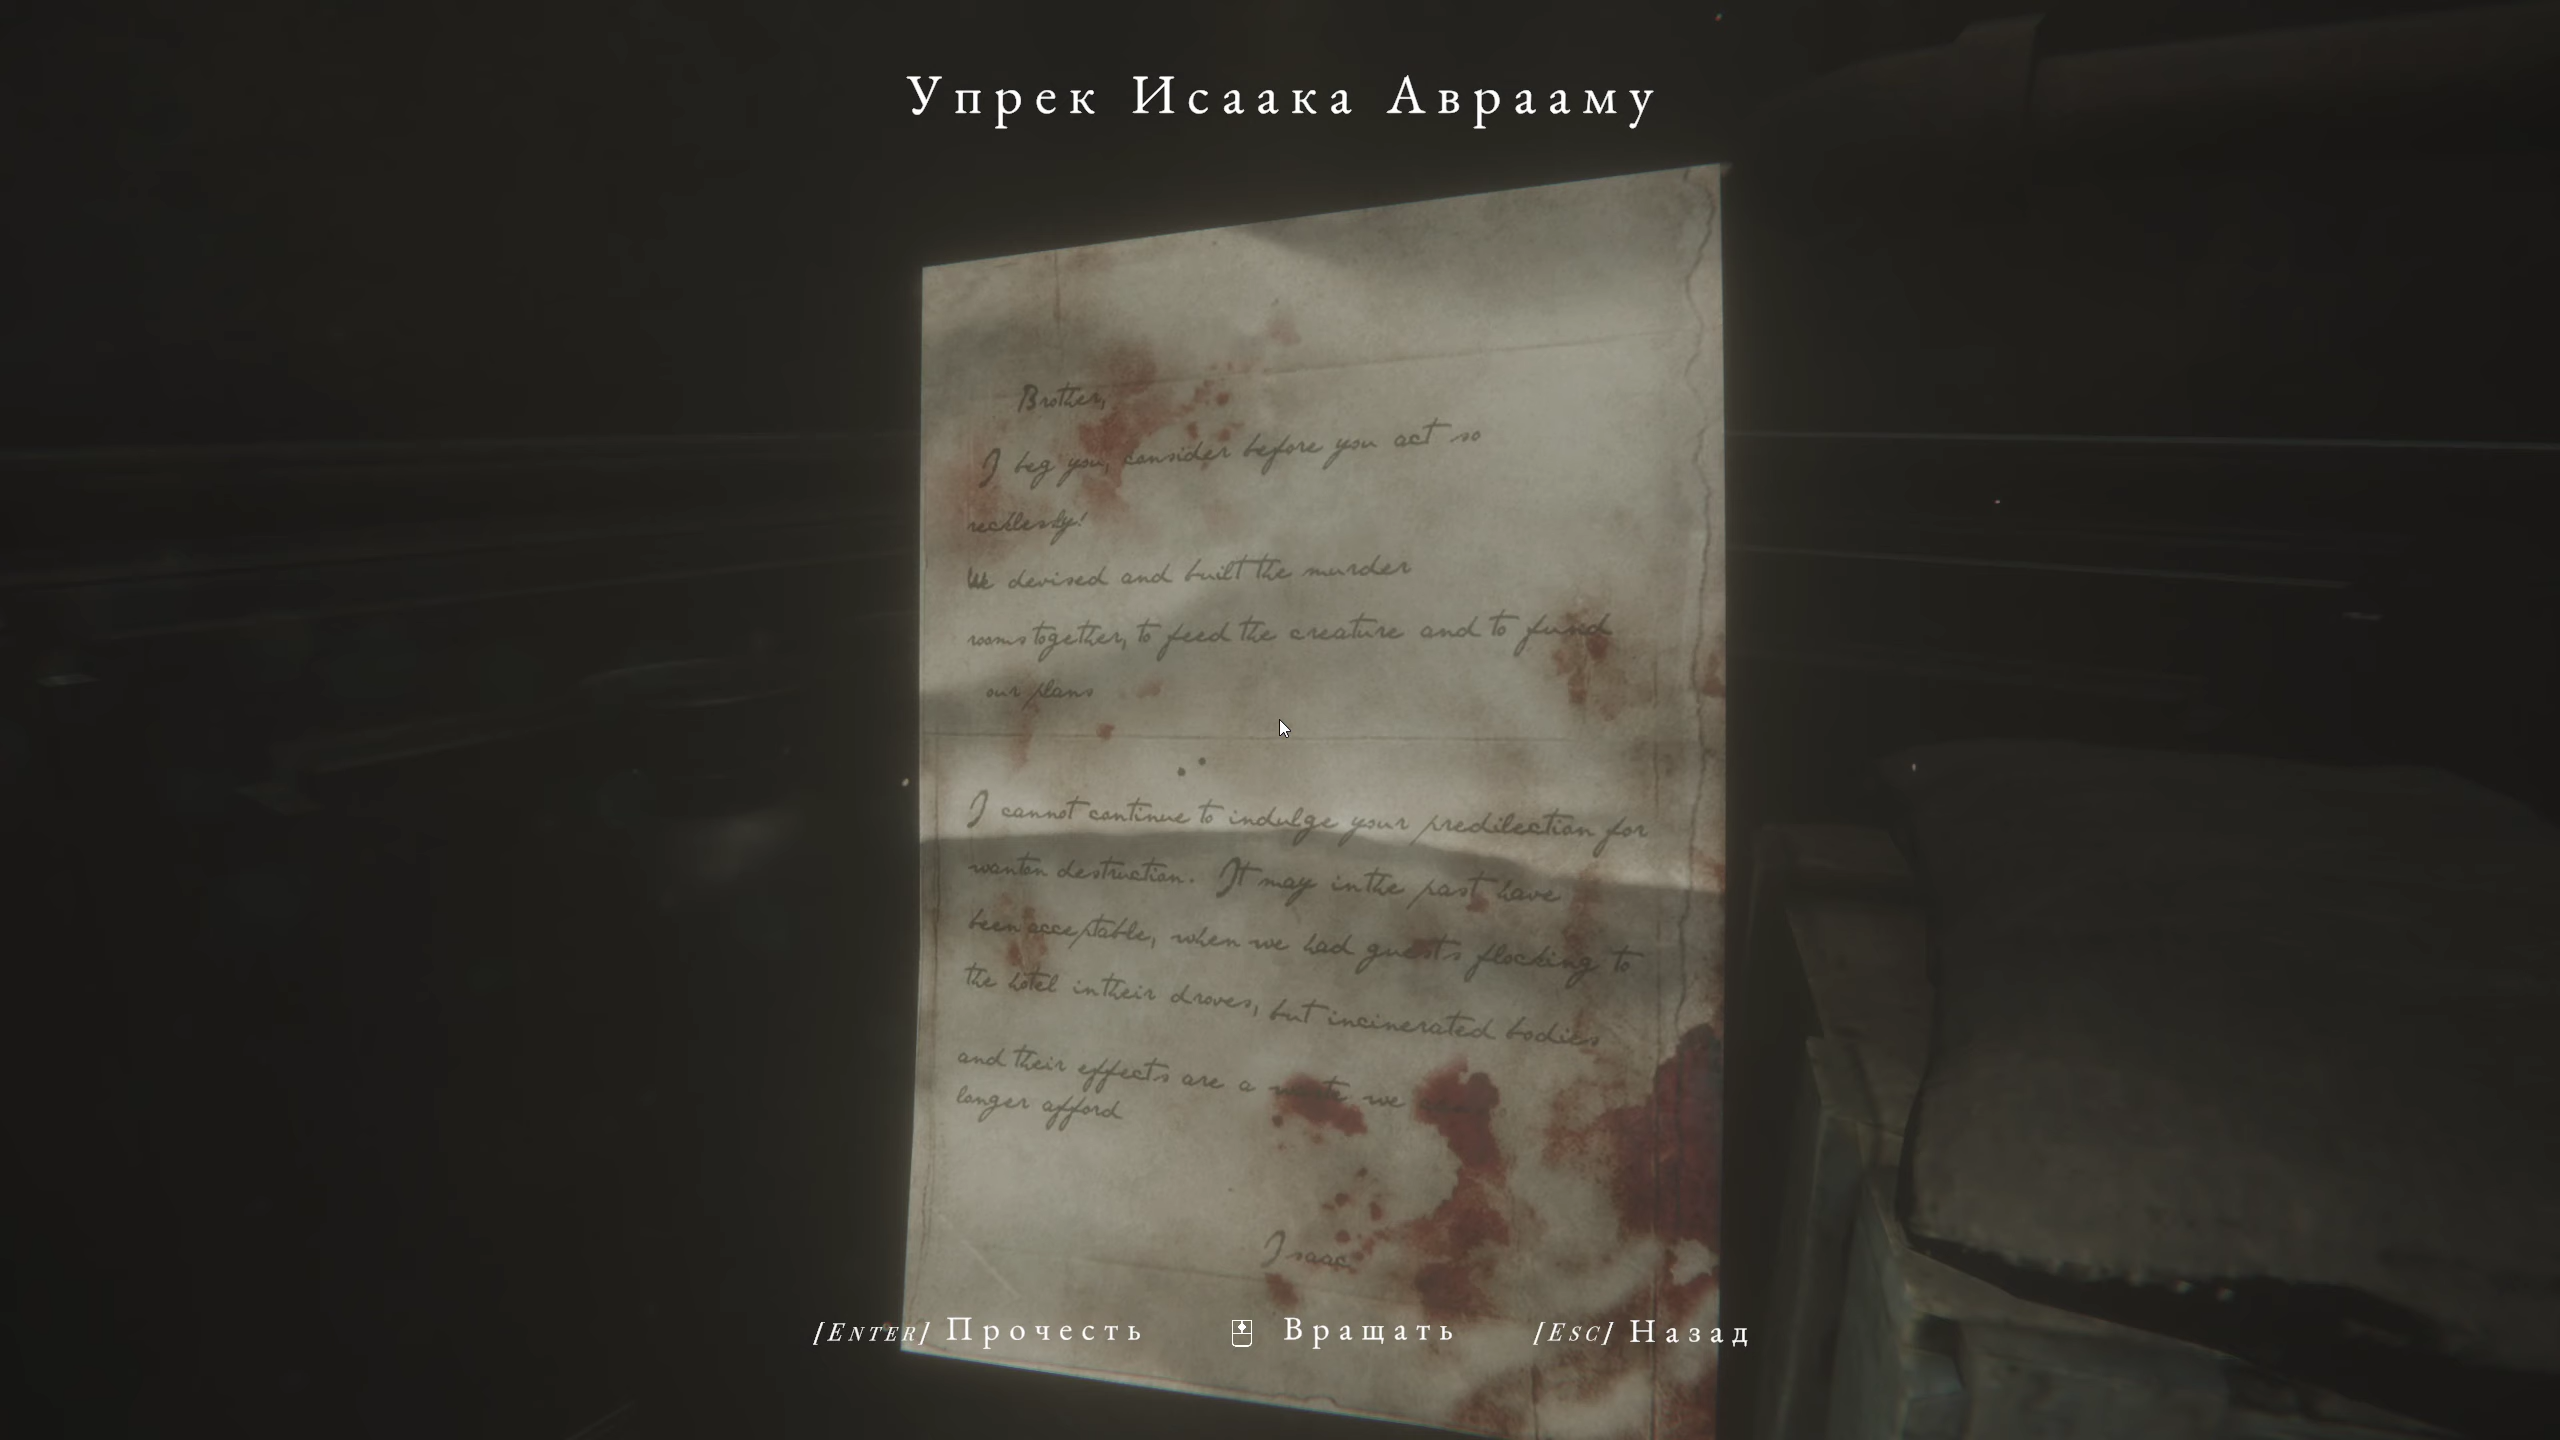 Упрек Исаака Аврааму
Brother,
I beg you, consider before you act so
recklessly!
We devised and built the murder
rooms together, to feed the creature and to fund
our plans
I cannot continue to indulge your predilection for
wanton destruction. It may in the past have
been acceptable, when we had guests flocking to
the hotel in their droves, but incinerated bodies
and their effects are a waste we
longer afford
Isaac
[ENTER] Прочесть Вращать [ESC] Назад